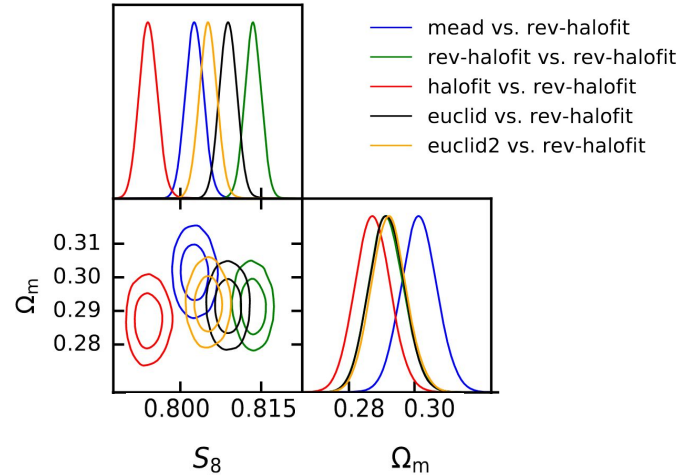 mead vs. rev-halofit
rev-halofit vs. rev-halofit
halofit vs. rev-halofit
euclid vs. rev-halofit
euclid2 vs. rev-halofit
0.31
0.30
0.29
0.28
Ωm
0.800 0.815
0.28 0.30
S8
Ωm